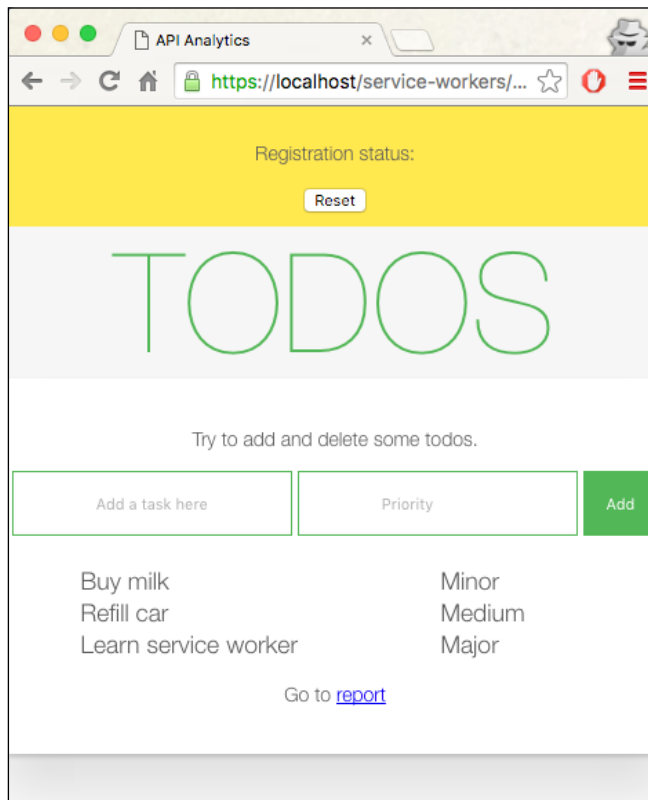 API Analytics
https://localhost/service-workers/...
Registration status:
Reset
TODOS
Try to add and delete some todos.
Add a task here Priority Add
Buy milk Minor
Refill car Medium
Learn service worker Major
Go to report